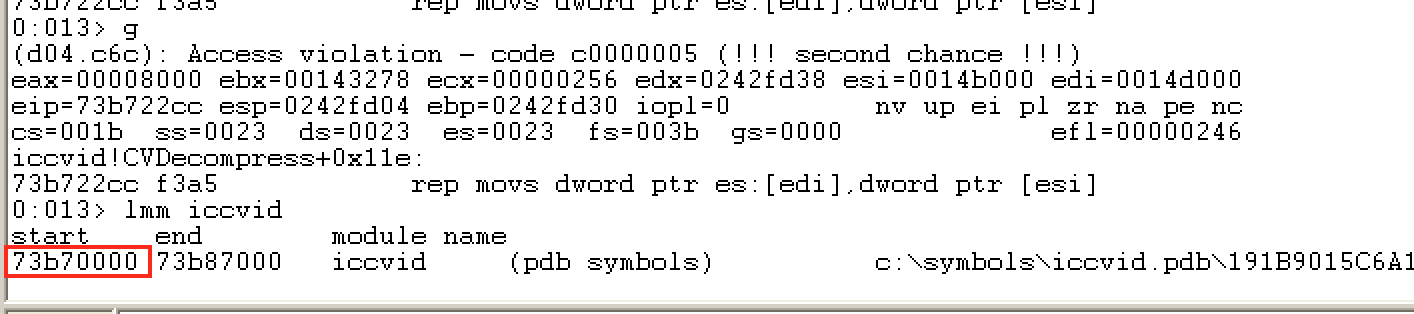 73b722cc f3a5 rep movs dword ptr es:[edi],dword ptr [esi]
0:013> g
(d04.c6c): Access violation - code c0000005 (!!! second chance !!!)
eax=00008000 ebx=00143278 ecx=00000256 edx=0242fd38 esi=0014b000 edi=0014d000
eip=73b722cc esp=0242fd04 ebp=0242fd30 iopl=0 nv up ei pl zr na pe nc
cs=001b ss=0023 ds=0023 es=0023 fs=003b gs=0000 efl=00000246
iccvid!CVDecompress+0x11e:
73b722cc f3a5 rep movs dword ptr es:[edi],dword ptr [esi]
0:013> lmm iccvid
start end module name
73b70000 73b87000 iccvid (pdb symbols) c:\symbols\iccvid.pdb\191B9015C6A1